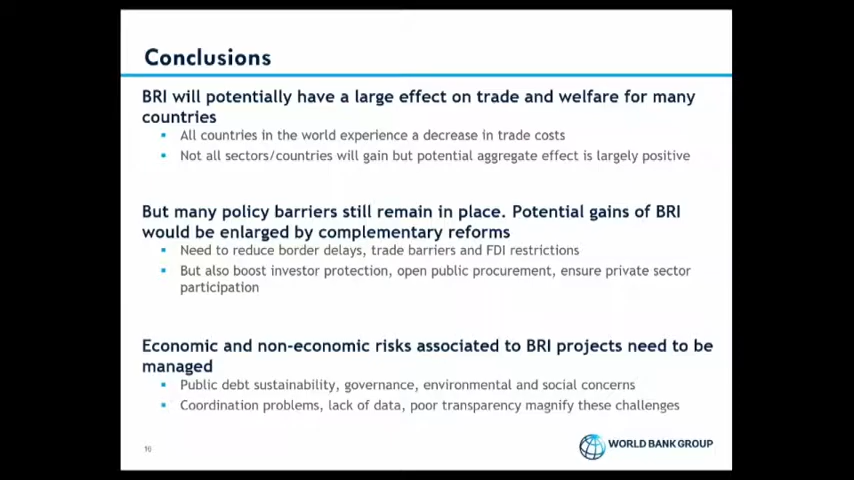 Conclusions
BRI will potentially have a large effect on trade and welfare for many
countries
▪ All countries in the world experience a decrease in trade costs
▪ Not all sectors/countries will gain but potential aggregate effect is largely positive
But many policy barriers still remain in place. Potential gains of BRI
would be enlarged by complementary reforms
▪ Need to reduce border delays, trade barriers and FDI restrictions
▪ But also boost investor protection, open public procurement, ensure private sector
participation
Economic and non-economic risks associated to BRI projects need to be
managed
▪ Public debt sustainability, governance, environmental and social concerns
▪ Coordination problems, lack of data, poor transparency magnify these challenges
16
WORLD BANK GROUP